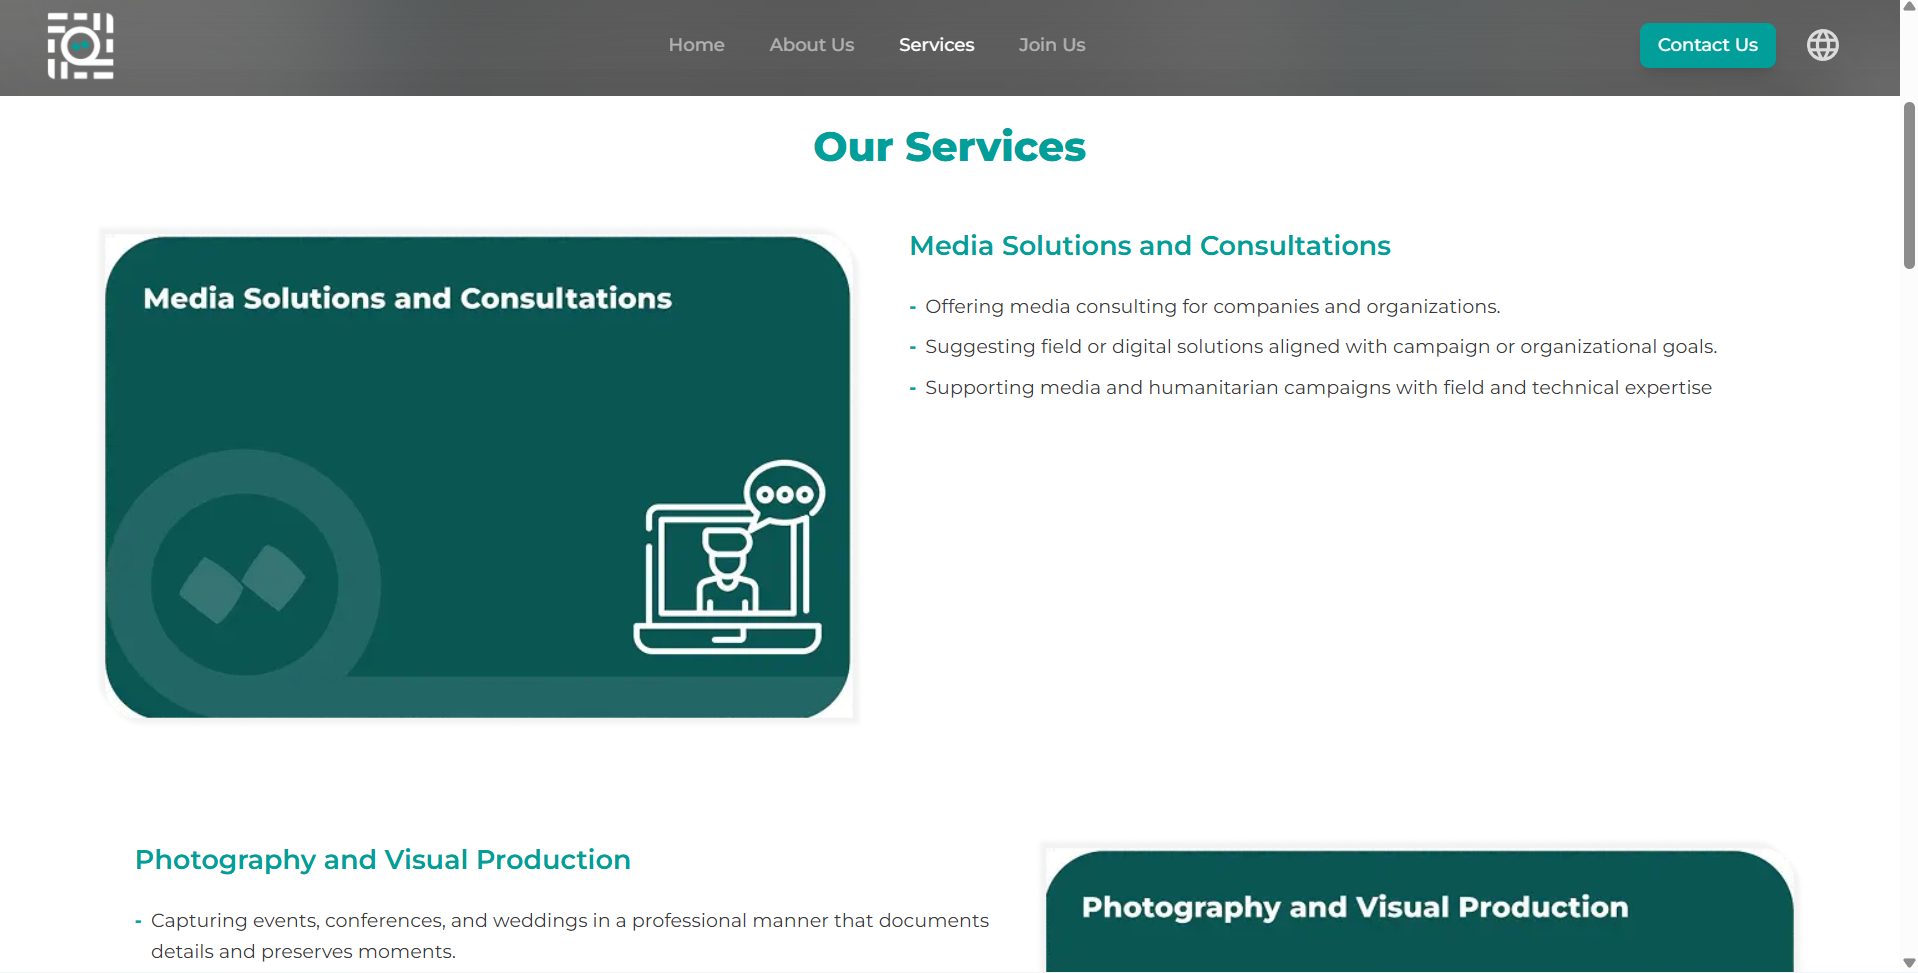 Home
About Us
Services
Join Us
Contact Us
Our Services
Media Solutions and Consultations
Media Solutions and Consultations
- Offering media consulting for companies and organizations.
- Suggesting field or digital solutions aligned with campaign or organizational goals.
- Supporting media and humanitarian campaigns with field and technical expertise
Photography and Visual Production
- Capturing events, conferences, and weddings in a professional manner that documents
details and preserves moments.
Photography and Visual Production